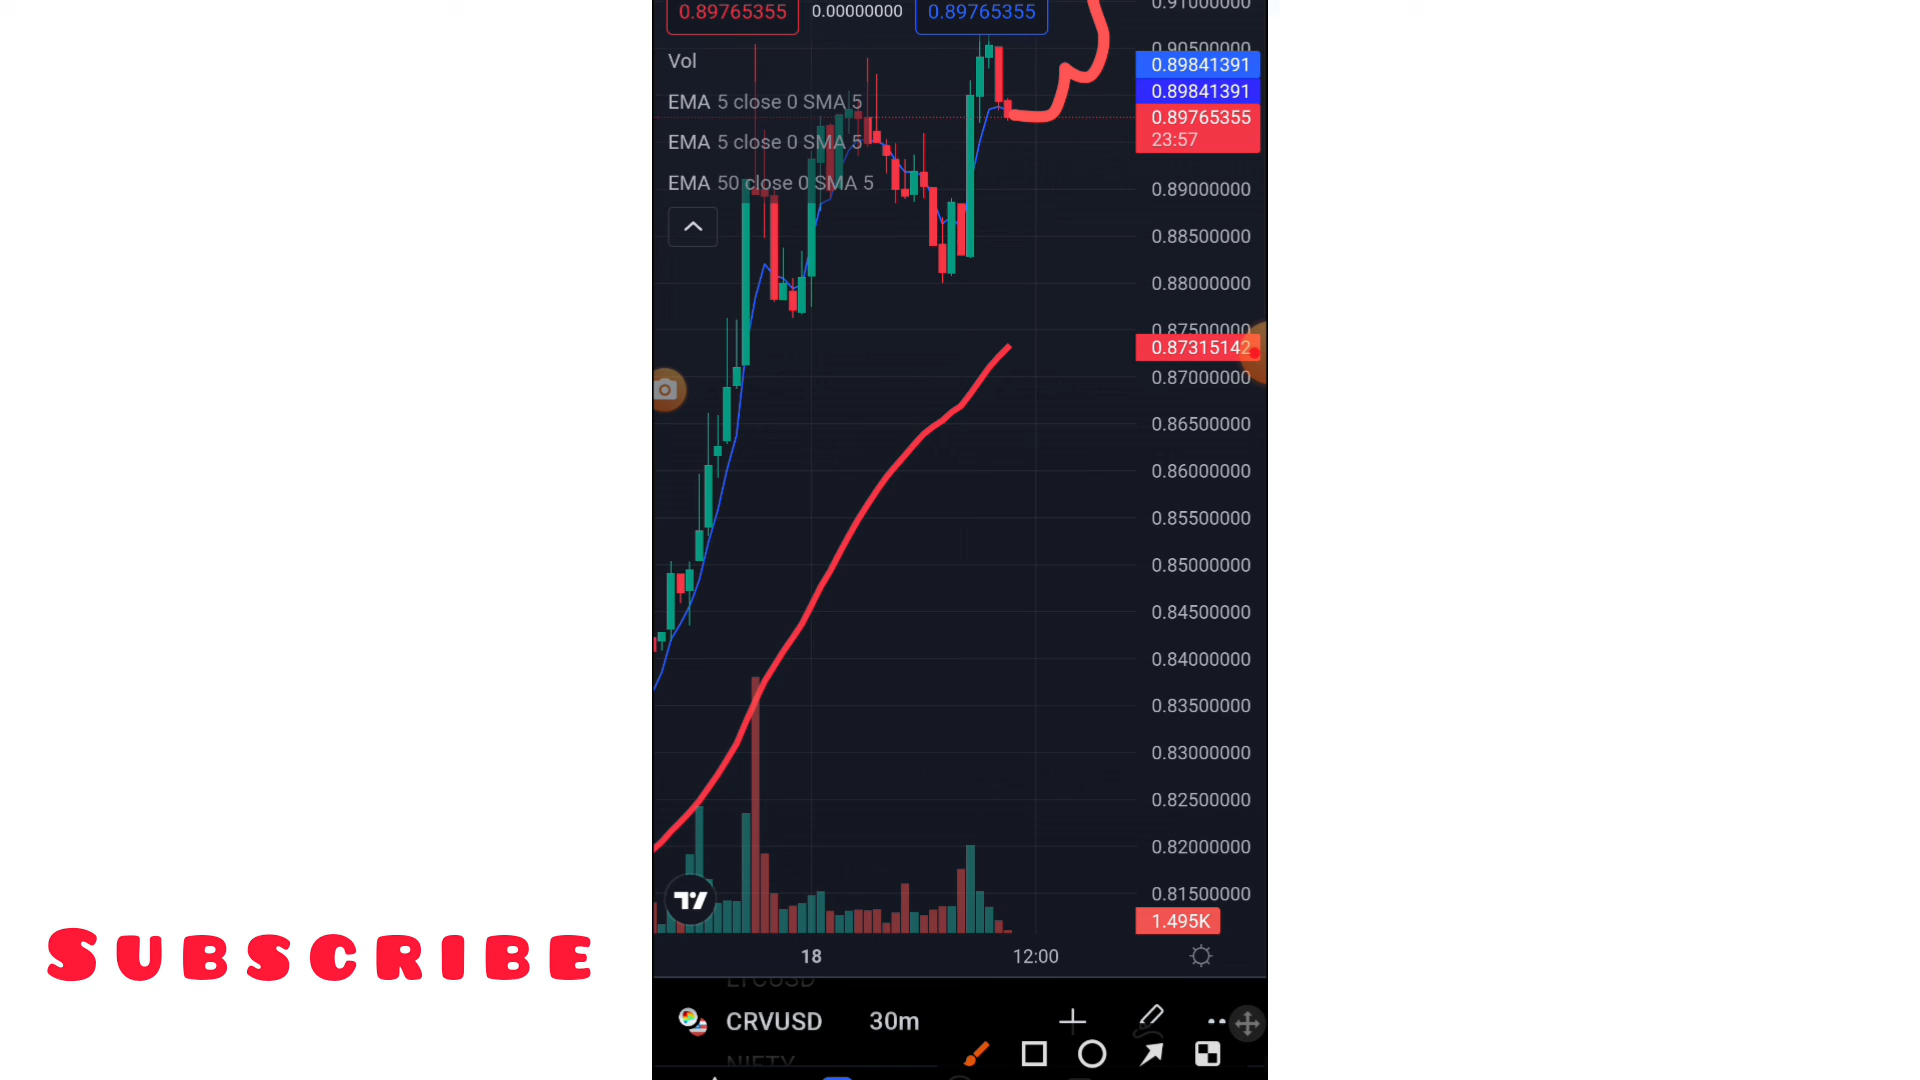 0.91000000
0.89765355 0.00000000 0.89765355
0.90500000
Vol
0.89841391
0.89841391
EMA 5 close 0 SMA 5
0.89765355
23:57
EMA 5 close 0 SMA 5
EMA 50 close 0 SMA 5
0.89000000
0.88500000
0.88000000
0.87500000
0.87315142
0.87000000
0.86500000
0.86000000
0.85500000
0.85000000
0.84500000
0.84000000
0.83500000
0.83000000
0.82500000
0.82000000
0.81500000
1.495K
18 12:00
SUBSCRIBE
LTCUSD
CRVUSD 30m
NIFTY